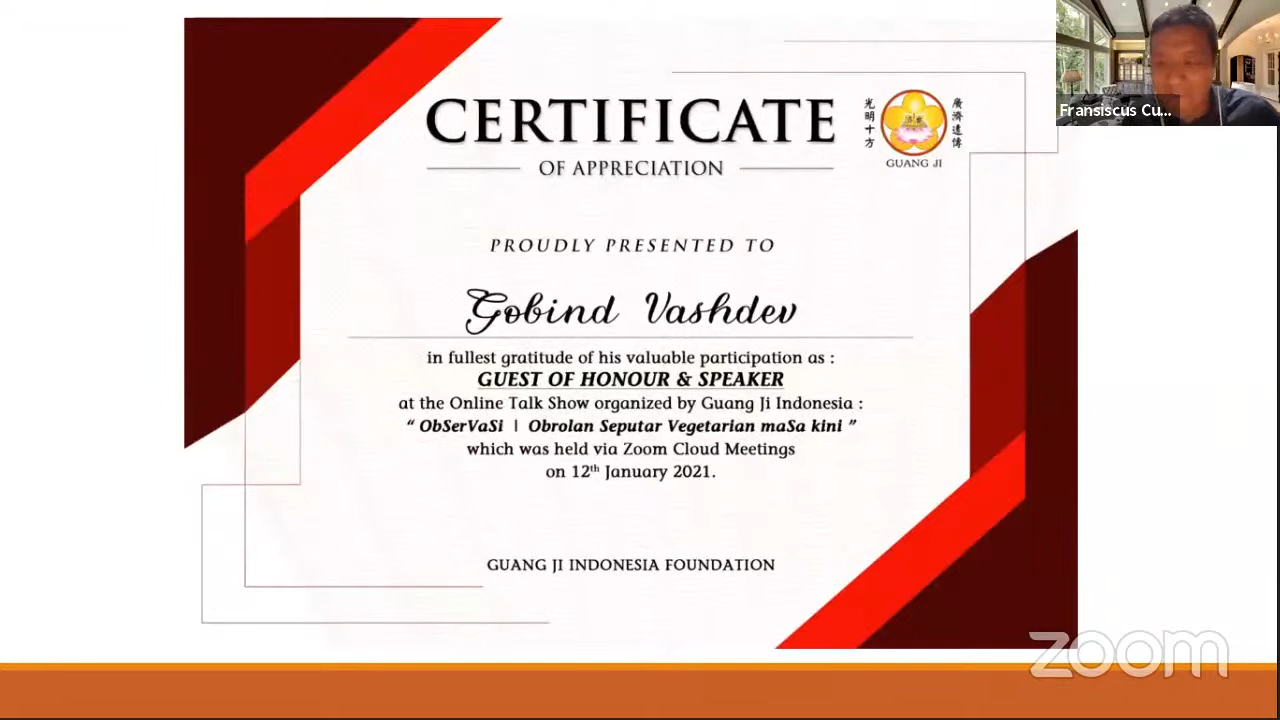 CERTIFICATE
OF APPRECIATION
光明十方
廣濟遠傳
GUANG JI
Fransiscus Cu...
PROUDLY PRESENTED TO
Gobind Vashdev
in fullest gratitude of his valuable participation as :
GUEST OF HONOUR & SPEAKER
at the Online Talk Show organized by Guang Ji Indonesia :
“ ObSerVaSi | Obrolan Seputar Vegetarian maSa kini ”
which was held via Zoom Cloud Meetings
on 12th January 2021.
GUANG JI INDONESIA FOUNDATION
zoom